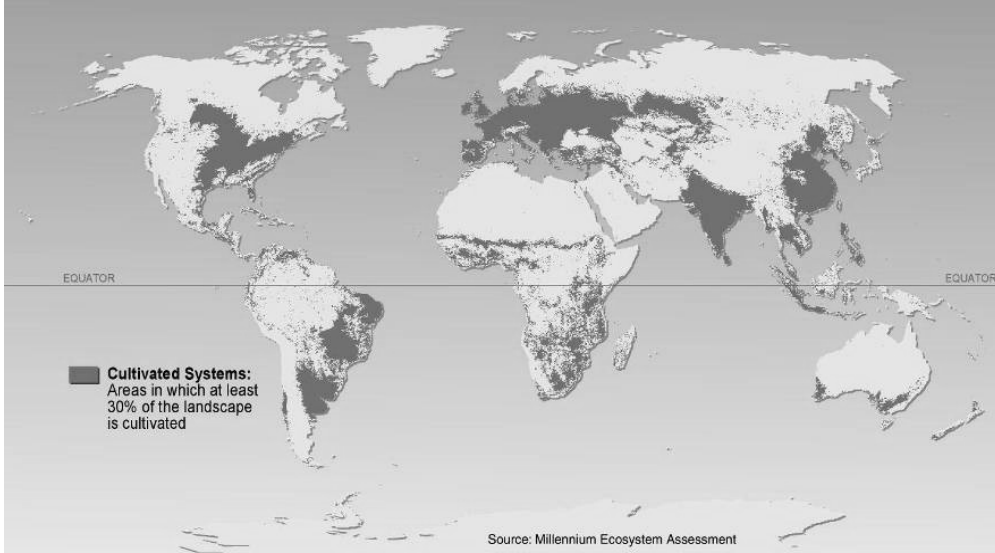 EQUATOR
EQUATOR
Cultivated Systems:
Areas in which at least
30% of the landscape
is cultivated
Source: Millennium Ecosystem Assessment